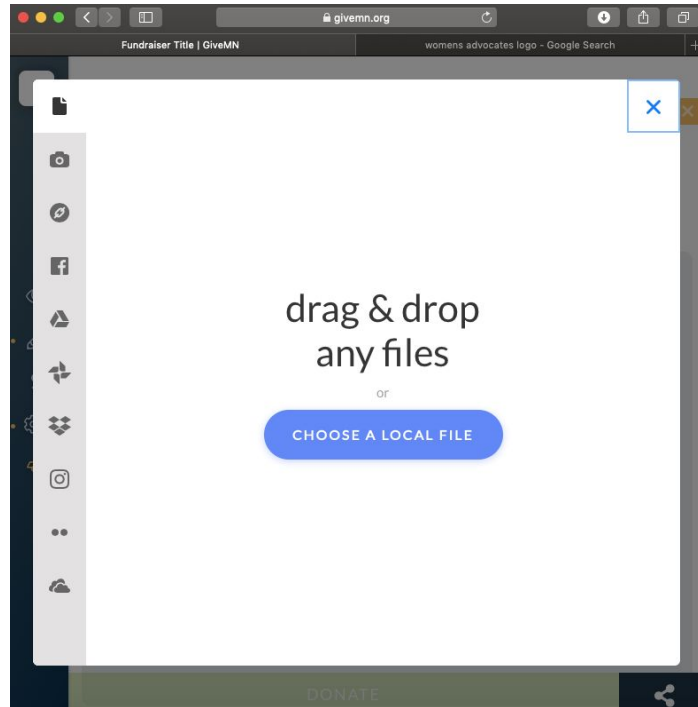 givemn.org
Fundraiser Title | GiveMN
womens advocates logo - Google Search
drag & drop
any files
or
CHOOSE A LOCAL FILE
DONATE